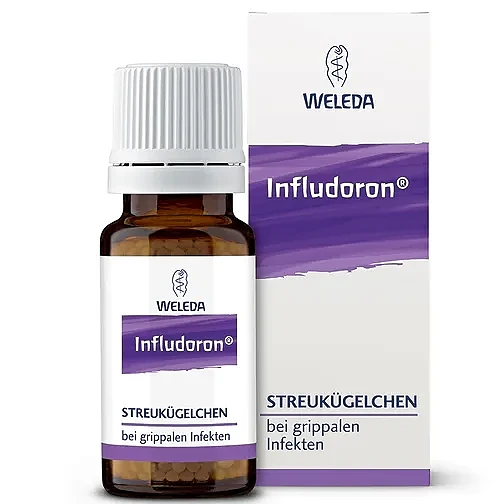 WELEDA
Infludoron®
STREUKÜGELCHEN
bei grippalen
Infekten
WELEDA
Infludoron®
STREUKÜGELCHEN
bei grippalen Infekten